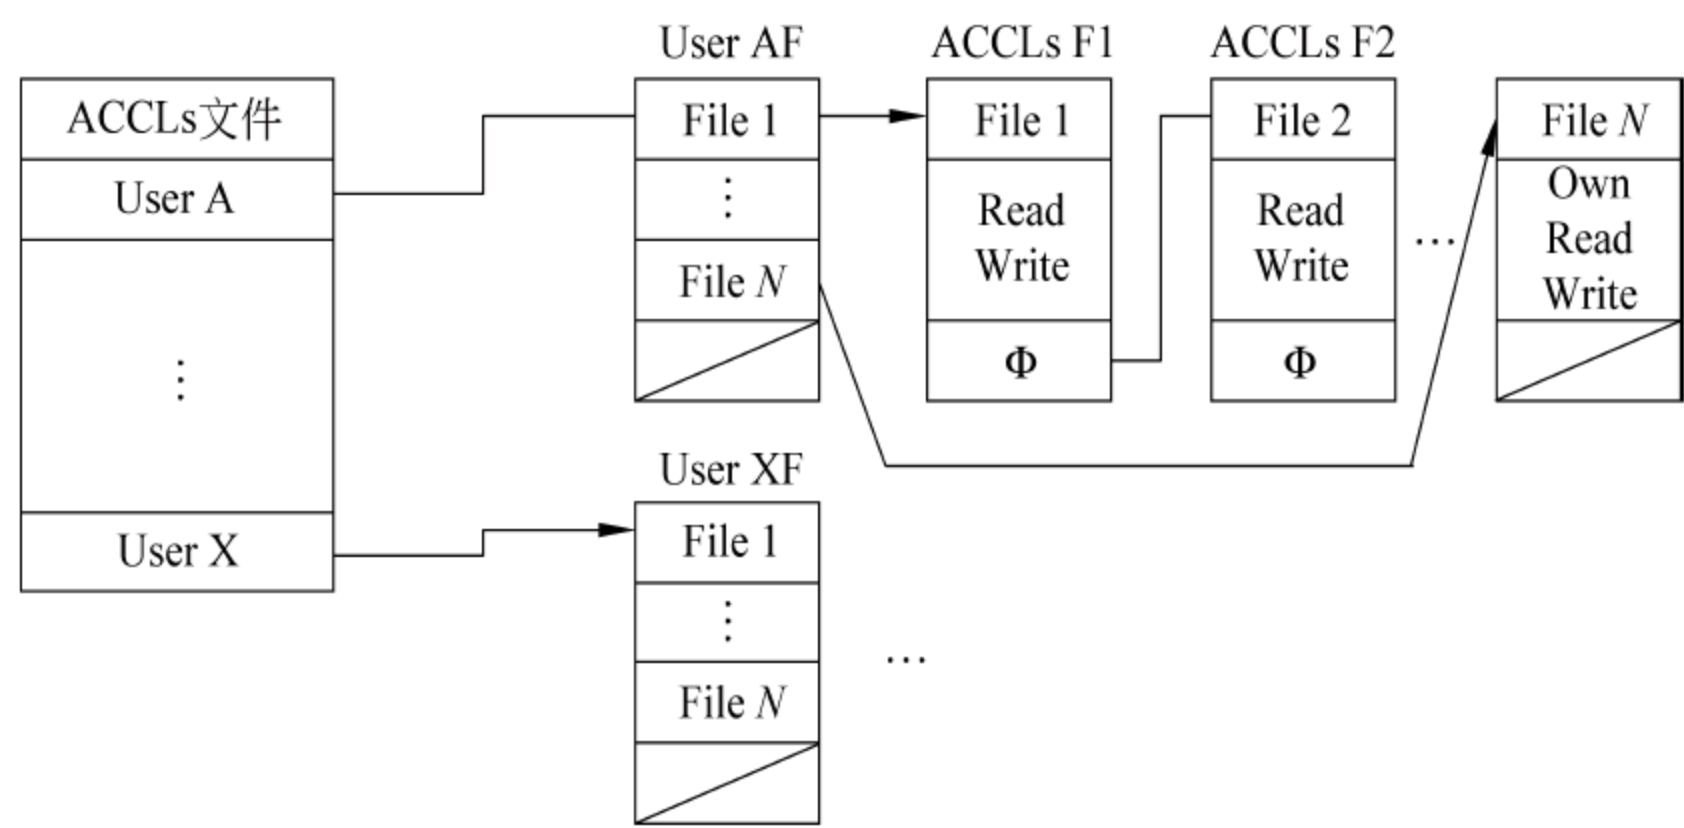 ACCLs文件
User A
⋮
User X
User AF
File 1
⋮
File N
ACCLs F1
File 1
Read
Write
Φ
ACCLs F2
File 2
Read
Write
Φ
…
File N
Own
Read
Write
User XF
File 1
⋮
File N
…